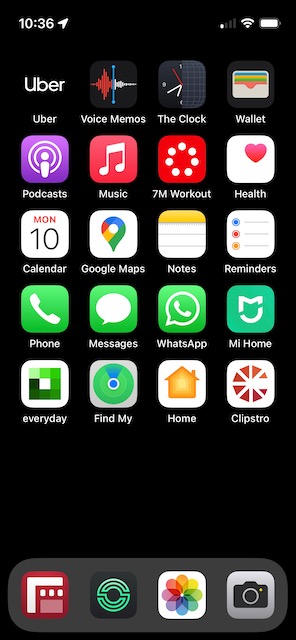 10:36
Uber
Uber Voice Memos The Clock Wallet
Podcasts Music 7M Workout Health
MON
10
Calendar Google Maps Notes Reminders
Phone Messages WhatsApp Mi Home
everyday Find My Home Clipstro